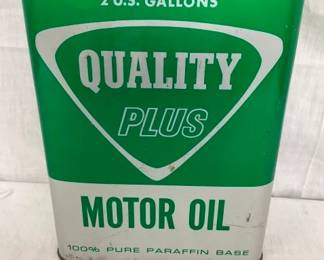 2 U.S. GALLONS
QUALITY
PLUS
MOTOR OIL
100% PURE PARAFFIN BASE